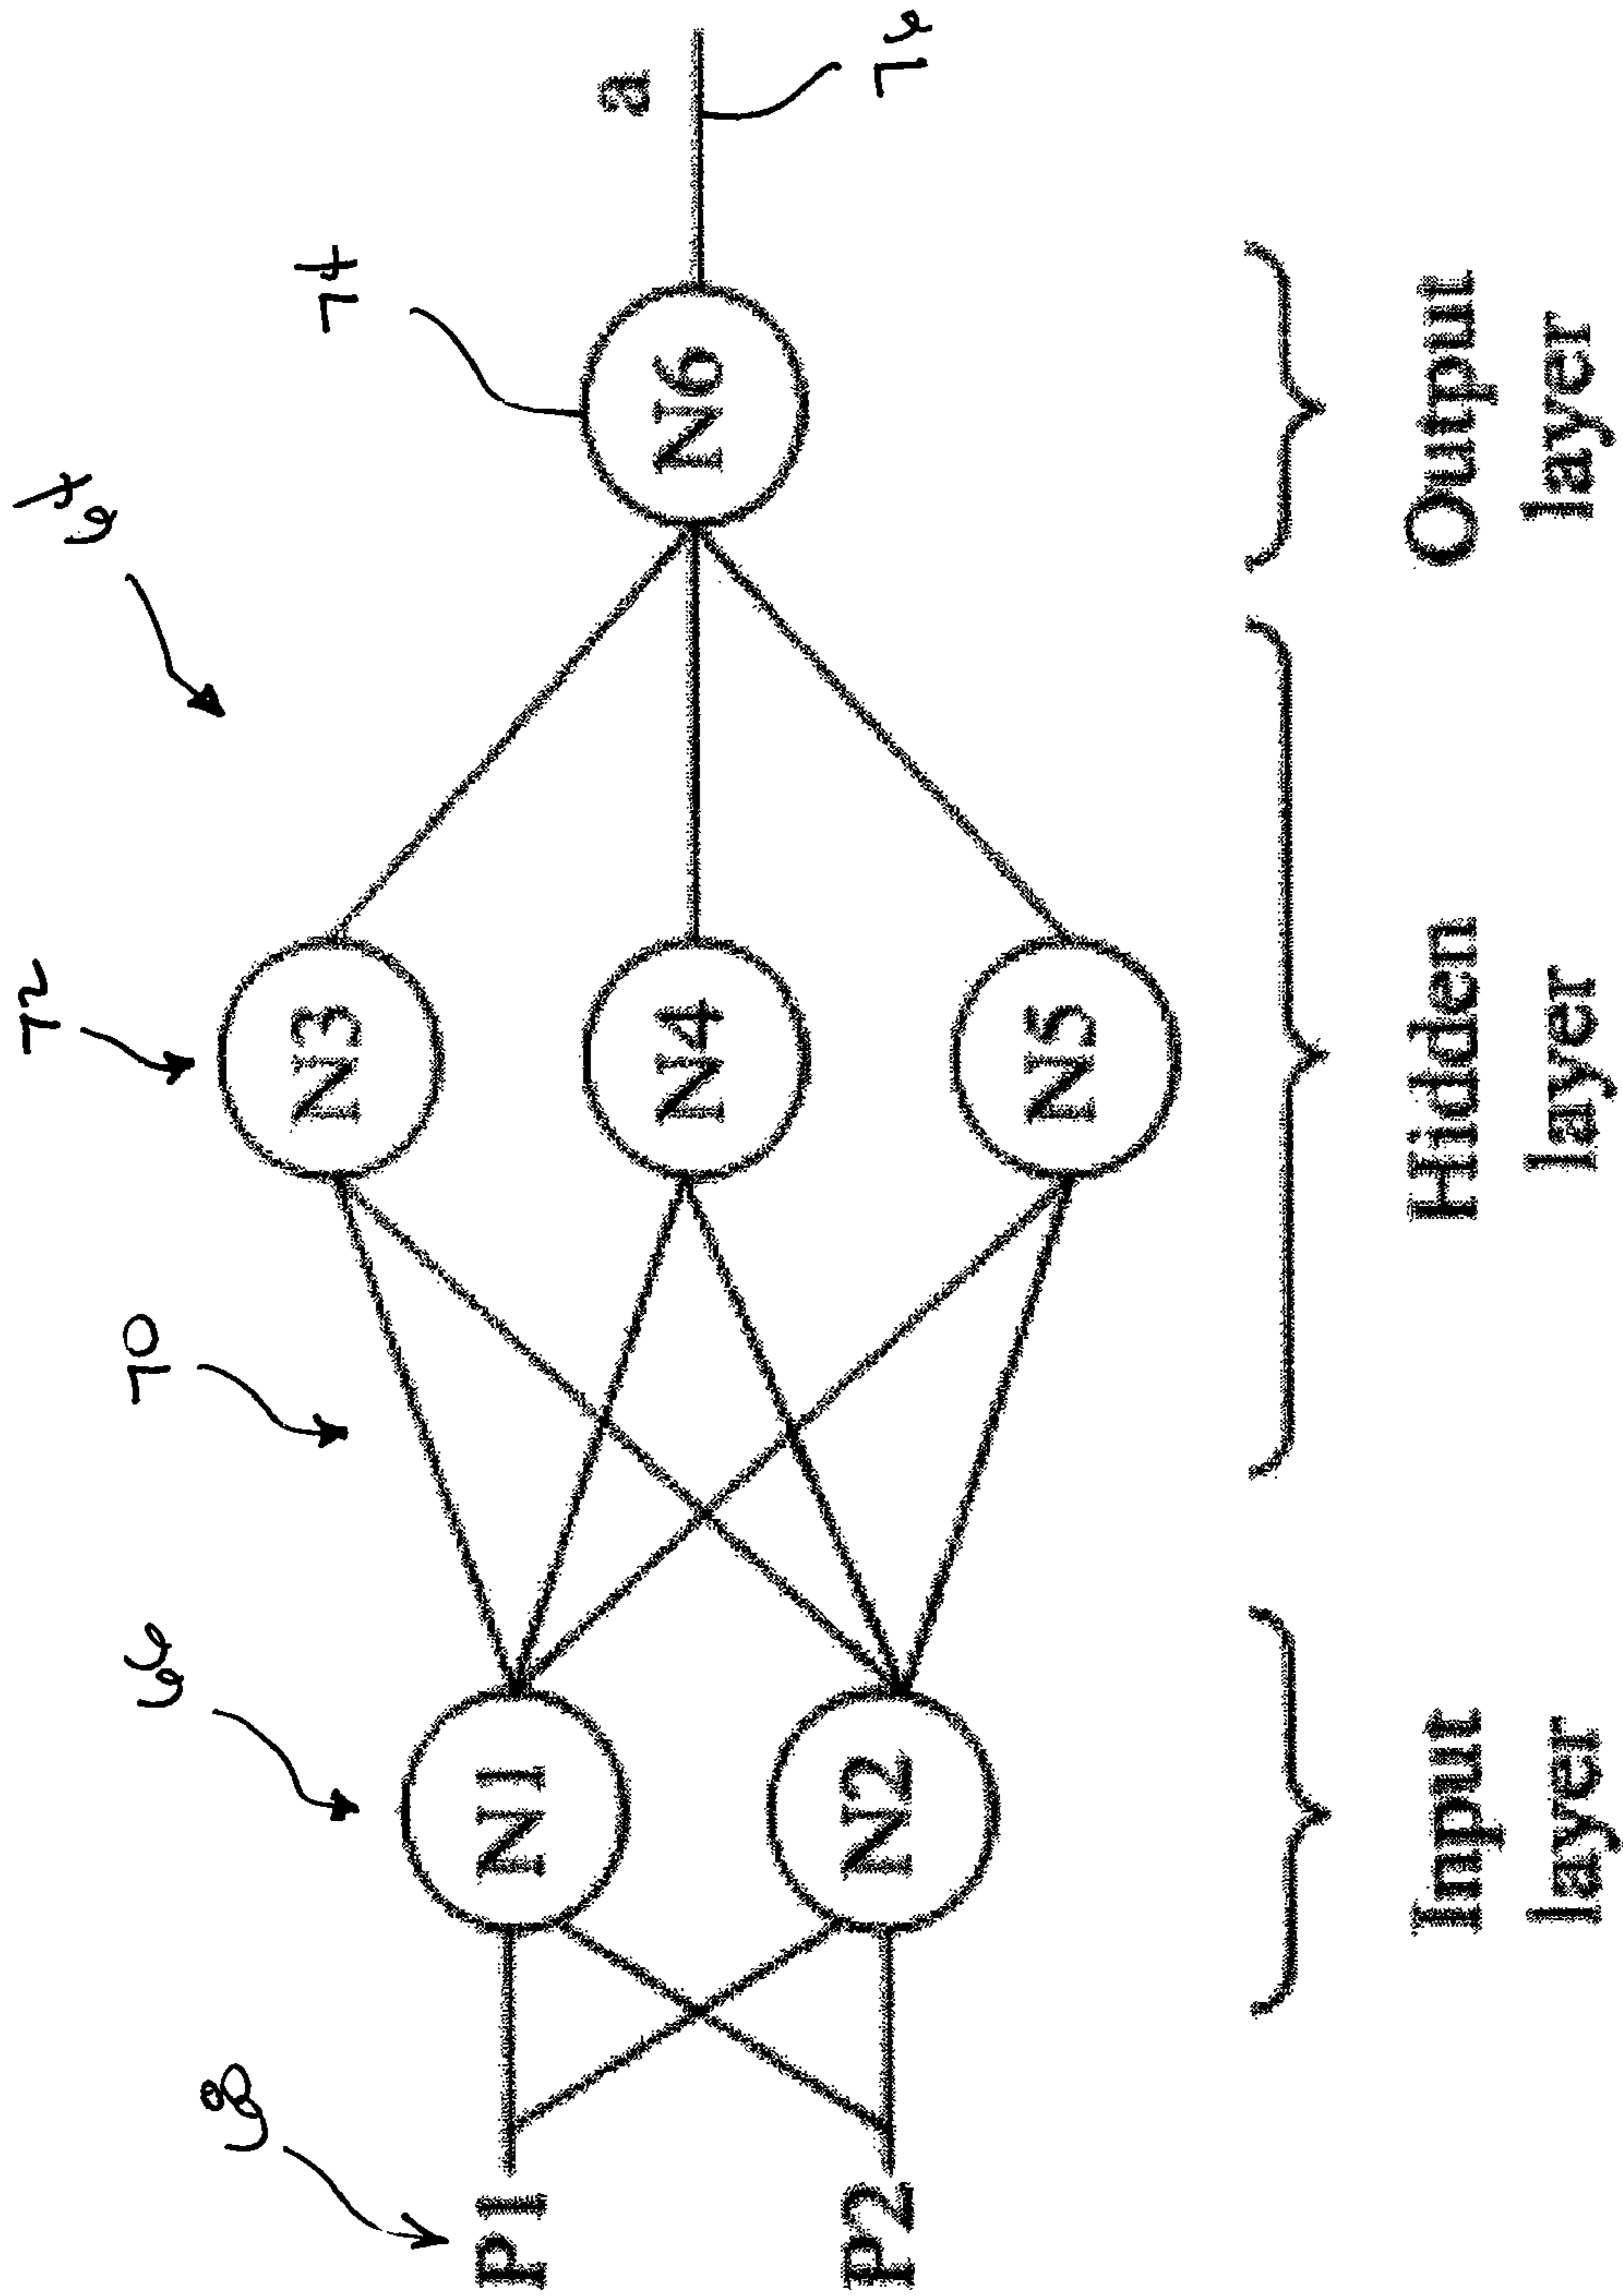 72
64
70
66
68
74
N3
P1
N1
a
N4
N6
P2
N2
76
N5
Input layer
Hidden layer
Output layer